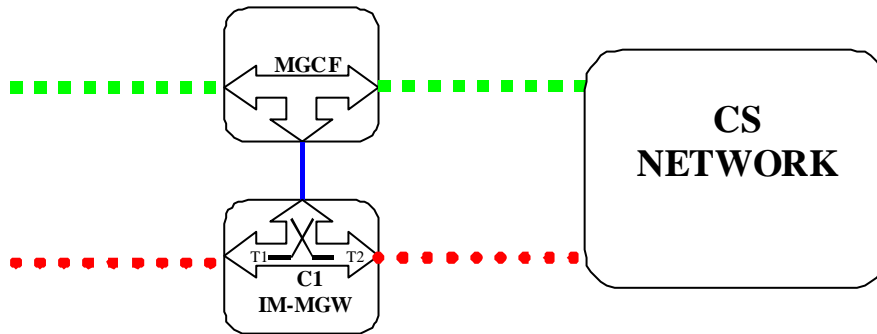 MGCF
CS
NETWORK
T1 T2
C1
IM-MGW